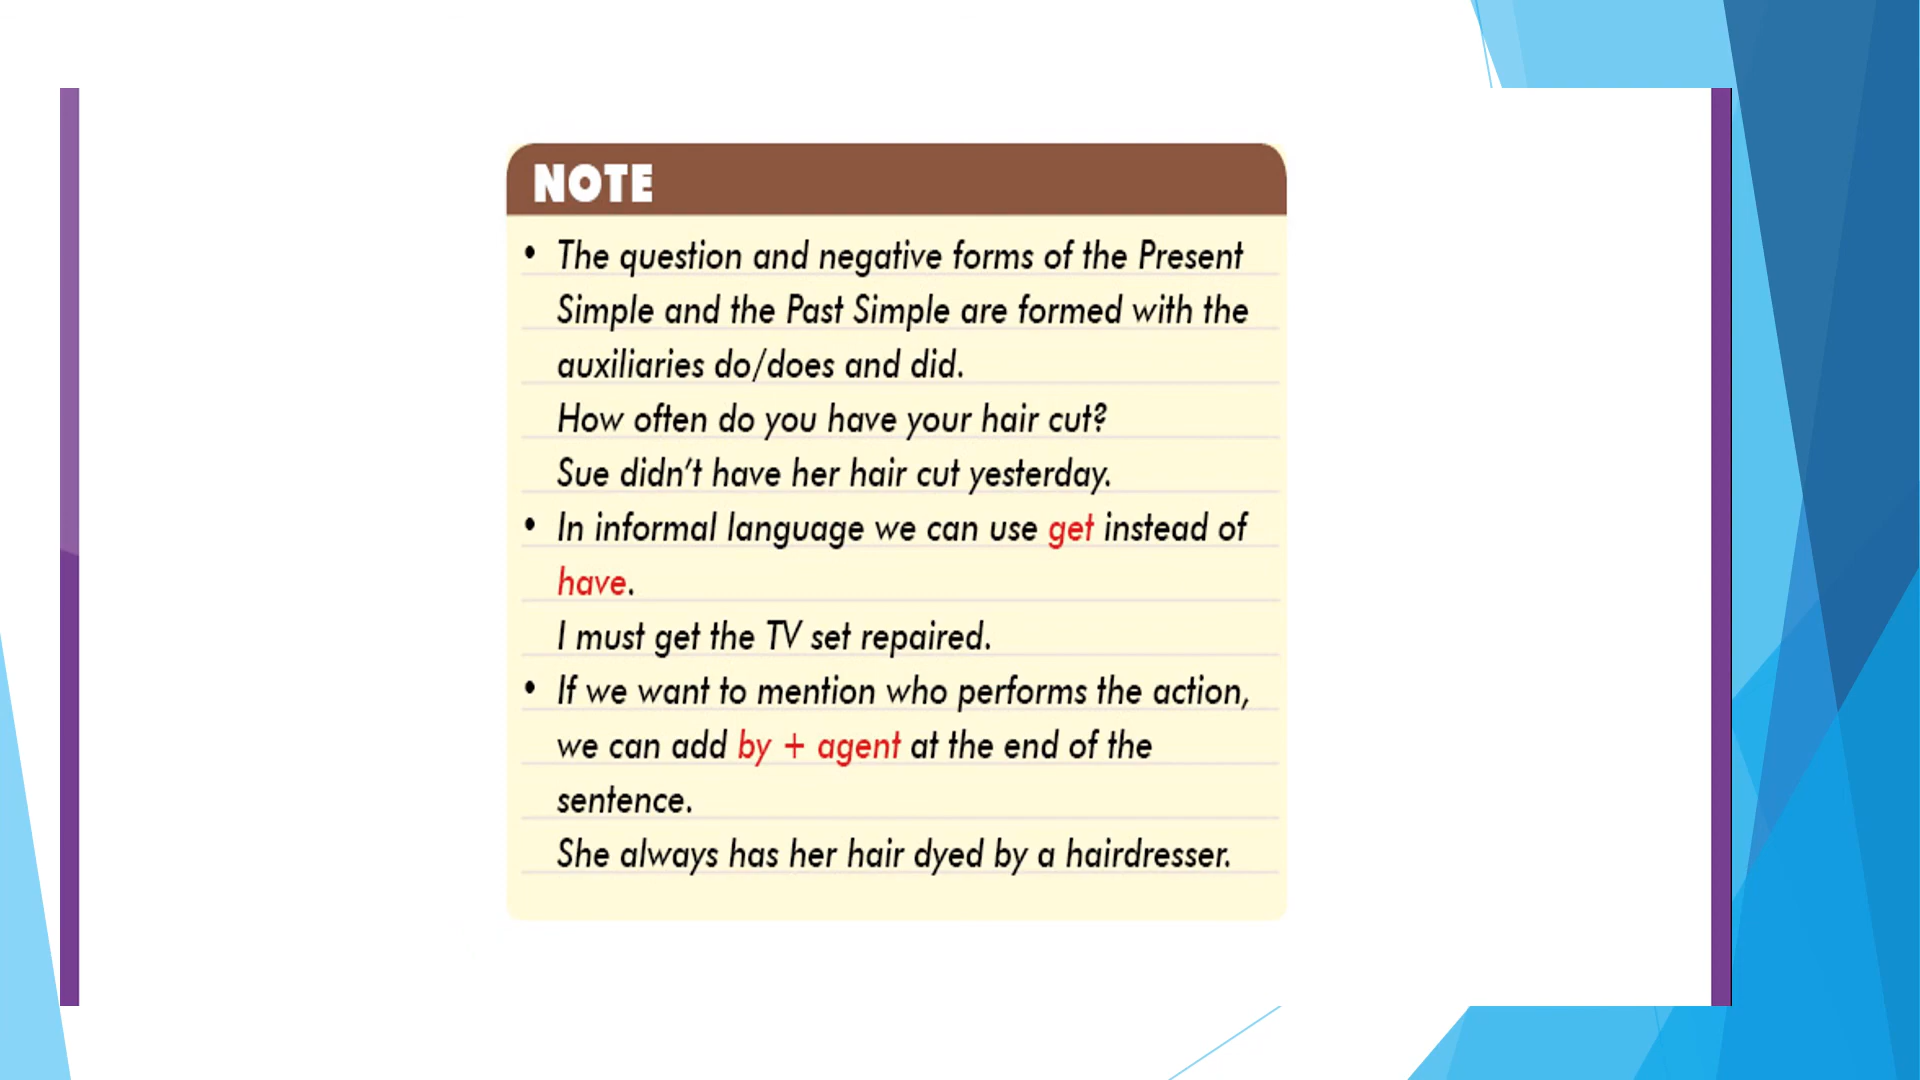 NOTE
• The question and negative forms of the Present
Simple and the Past Simple are formed with the
auxiliaries do/does and did.
How often do you have your hair cut?
Sue didn't have her hair cut yesterday.
• In informal language we can use get instead of
have.
I must get the TV set repaired.
• If we want to mention who performs the action,
we can add by + agent at the end of the
sentence.
She always has her hair dyed by a hairdresser.